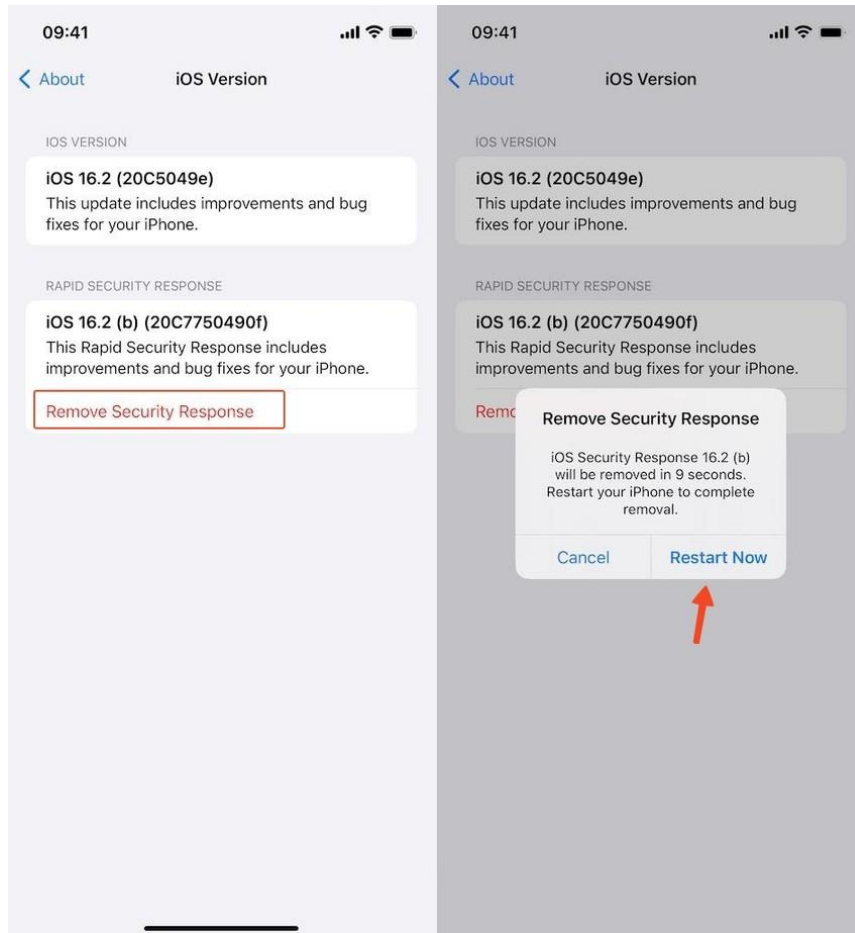 09:41
About
iOS Version
IOS VERSION
iOS 16.2 (20C5049e)
This update includes improvements and bug
fixes for your iPhone.
RAPID SECURITY RESPONSE
iOS 16.2 (b) (20C7750490f)
This Rapid Security Response includes
improvements and bug fixes for your iPhone.
Remove Security Response
09:41
About
iOS Version
IOS VERSION
iOS 16.2 (20C5049e)
This update includes improvements and bug
fixes for your iPhone.
RAPID SECURITY RESPONSE
iOS 16.2 (b) (20C7750490f)
This Rapid Security Response includes
improvements and bug fixes for your iPhone.
Remo
Remove Security Response
iOS Security Response 16.2 (b)
will be removed in 9 seconds.
Restart your iPhone to complete
removal.
Cancel
Restart Now